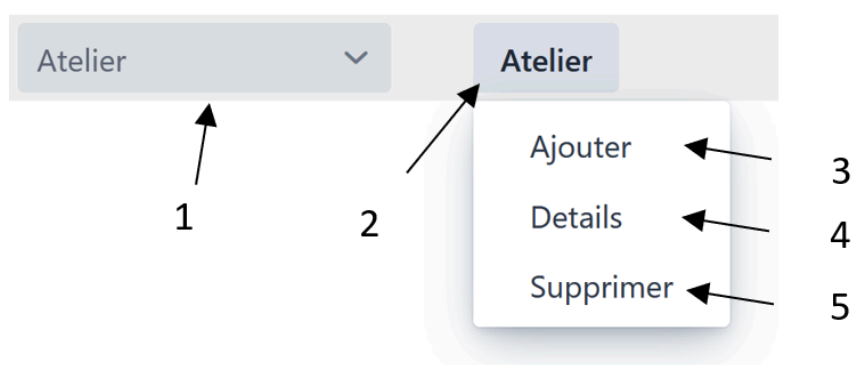 Atelier
Atelier
Ajouter
3
1
2
Details
4
Supprimer
5